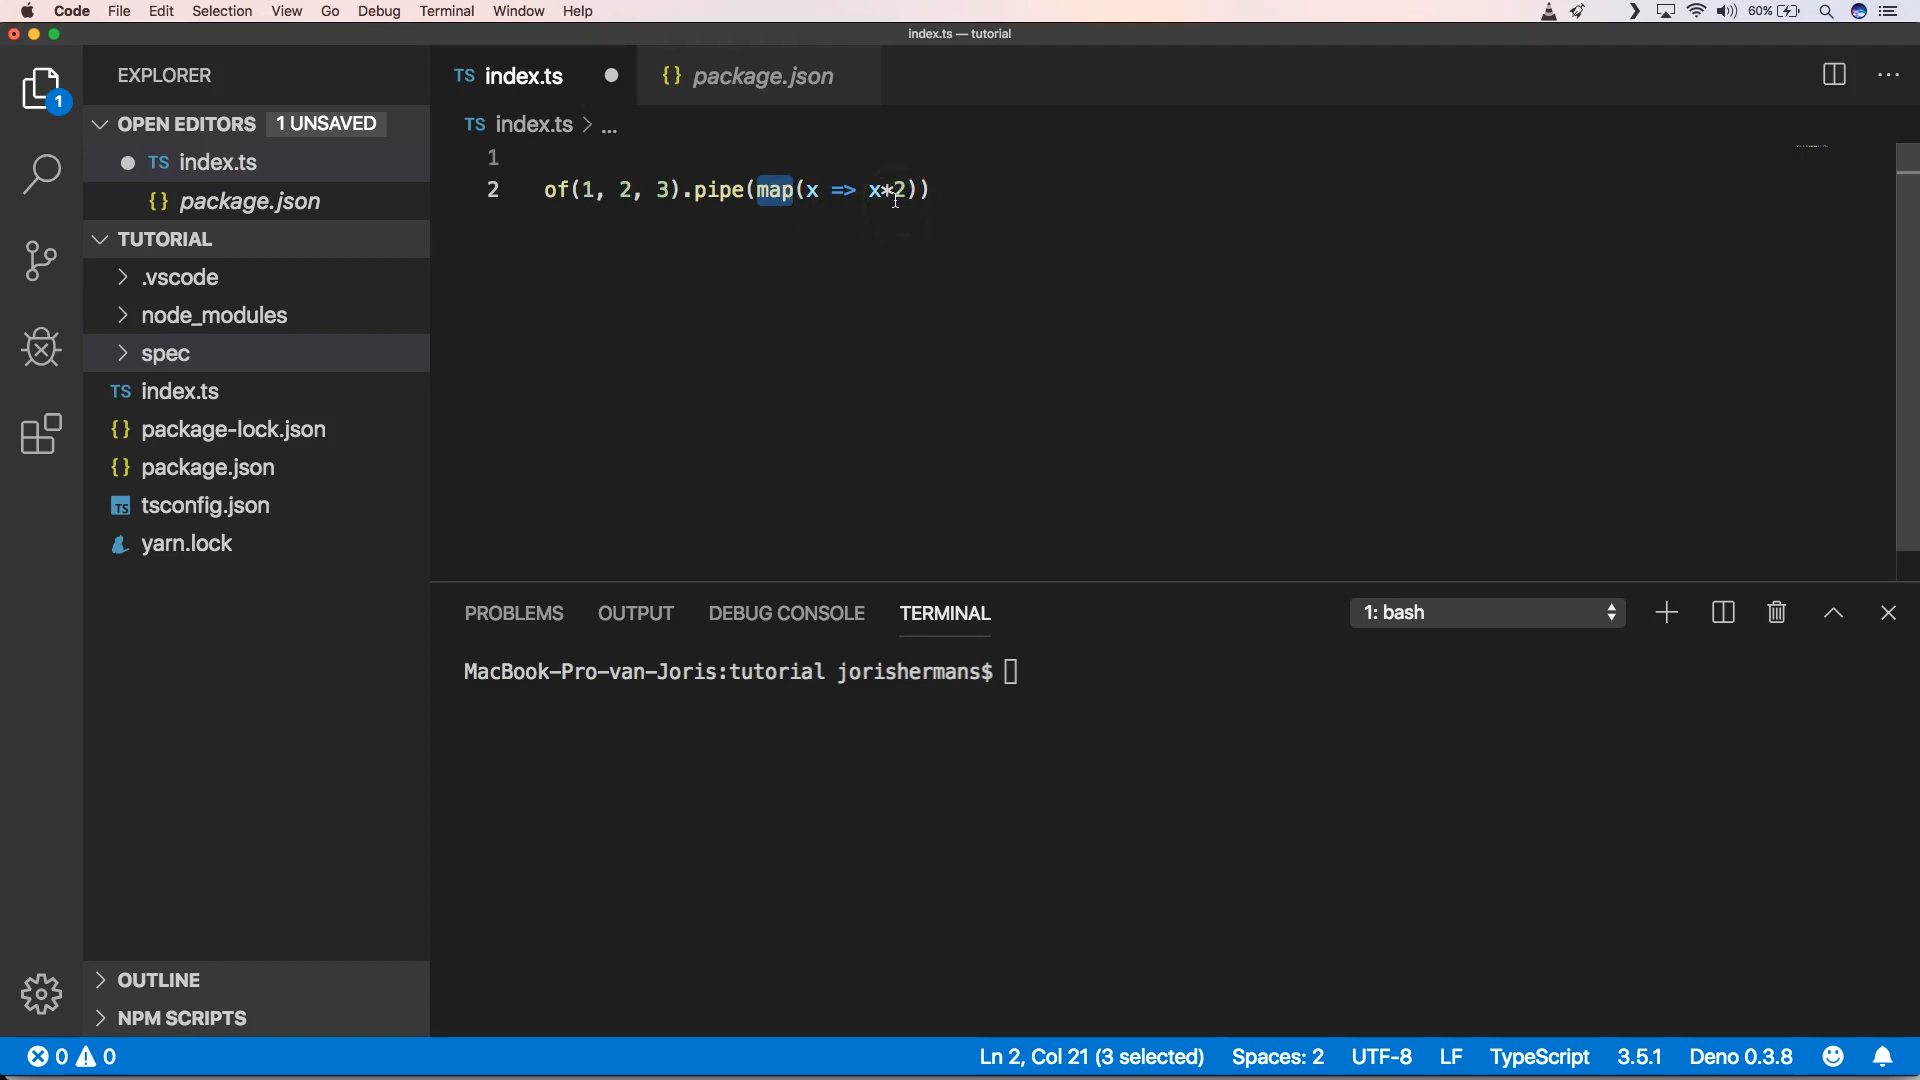 Code File Edit Selection View Go Debug Terminal Window Help 60%
index.ts — tutorial
EXPLORER
OPEN EDITORS 1 UNSAVED
TS index.ts
{} package.json
TUTORIAL
.vscode
node_modules
spec
TS index.ts
{} package-lock.json
{} package.json
TS tsconfig.json
yarn.lock
OUTLINE
NPM SCRIPTS
1
TS index.ts {} package.json
TS index.ts > ...
1
2 of(1, 2, 3).pipe(map(x => x*2))
PROBLEMS OUTPUT DEBUG CONSOLE TERMINAL 1: bash
MacBook-Pro-van-Joris:tutorial jorishermans$
0 0 Ln 2, Col 21 (3 selected) Spaces: 2 UTF-8 LF TypeScript 3.5.1 Deno 0.3.8